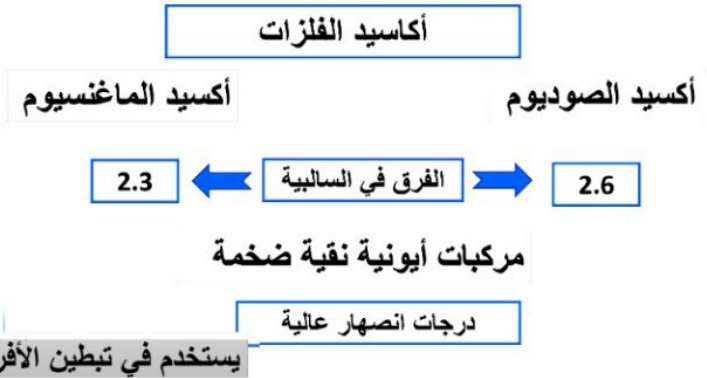 أكاسيد الفلزات
أكسيد الصوديوم
أكسيد الماغنسيوم
2.6
الفرق في السالبية
2.3
مركبات أيونية نقية ضخمة
درجات انصهار عالية
يستخدم في تبطين